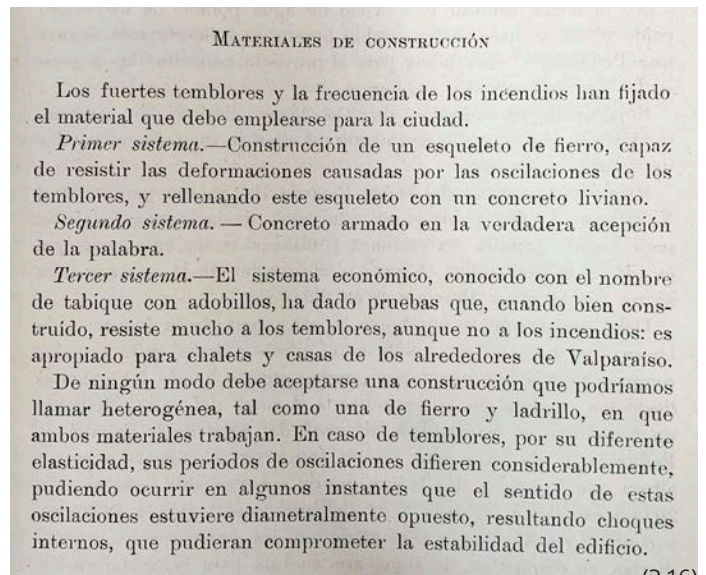 Materiales de construcción
Los fuertes temblores y la frecuencia de los incendios han fijado
el material que debe emplearse para la ciudad.
Primer sistema.—Construcción de un esqueleto de fierro, capaz
de resistir las deformaciones causadas por las oscilaciones de los
temblores, y rellenando este esqueleto con un concreto liviano.
Segundo sistema. — Concreto armado en la verdadera acepción
de la palabra.
Tercer sistema.—El sistema económico, conocido con el nombre
de tabique con adobillos, ha dado pruebas que, cuando bien cons-
truído, resiste mucho a los temblores, aunque no a los incendios: es
apropiado para chalets y casas de los alrededores de Valparaíso.
De ningún modo debe aceptarse una construcción que podríamos
llamar heterogénea, tal como una de fierro y ladrillo, en que
ambos materiales trabajan. En caso de temblores, por su diferente
elasticidad, sus períodos de oscilaciones difieren considerablemente,
pudiendo ocurrir en algunos instantes que el sentido de estas
oscilaciones estuviere diametralmente opuesto, resultando choques
internos, que pudieran comprometer la estabilidad del edificio.